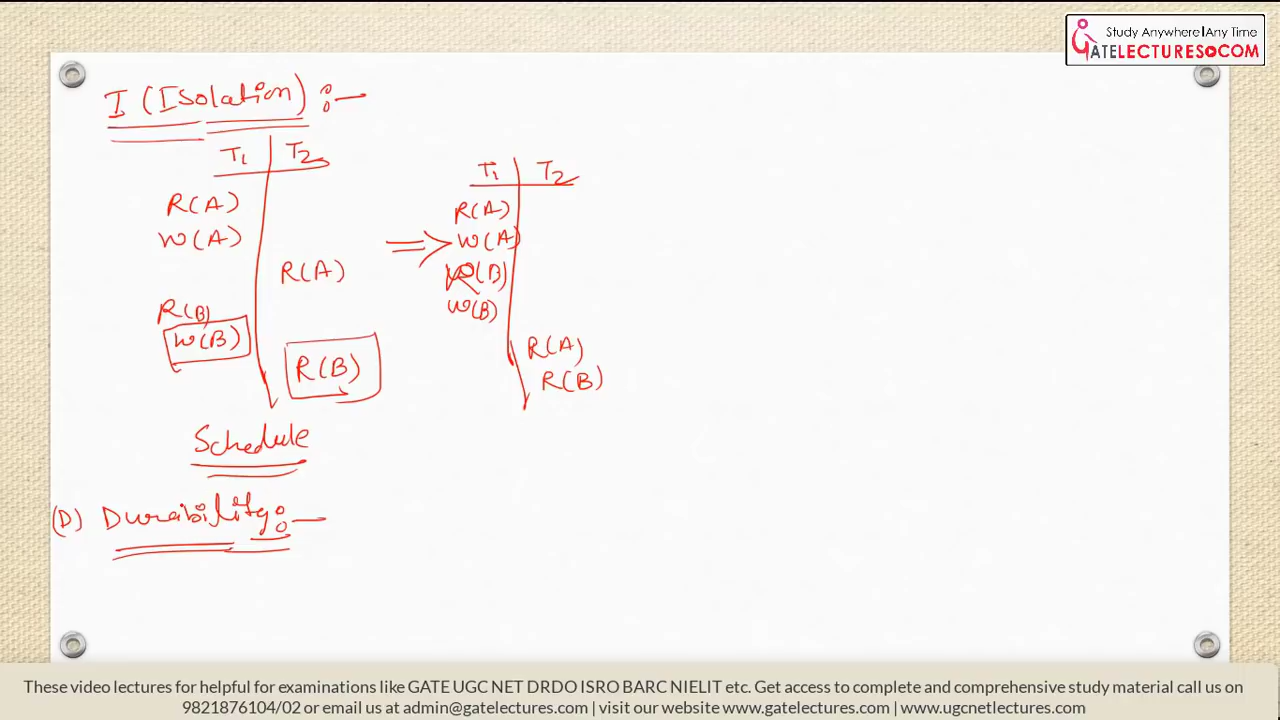 Study Anywhere Any Time
GATELECTURES.COM
I (Isolation) :-
T1 T2
R(A)
W(A)
R(A)
R(B)
W(B)
R(B)
Schedule
⇒
T1 T2
R(A)
W(A)
R(B)
W(B)
R(A)
R(B)
(D) Durability :-
These video lectures for helpful for examinations like GATE UGC NET DRDO ISRO BARC NIELIT etc. Get access to complete and comprehensive study material call us on
9821876104/02 or email us at admin@gatelectures.com | visit our website www.gatelectures.com | www.ugcnetlectures.com